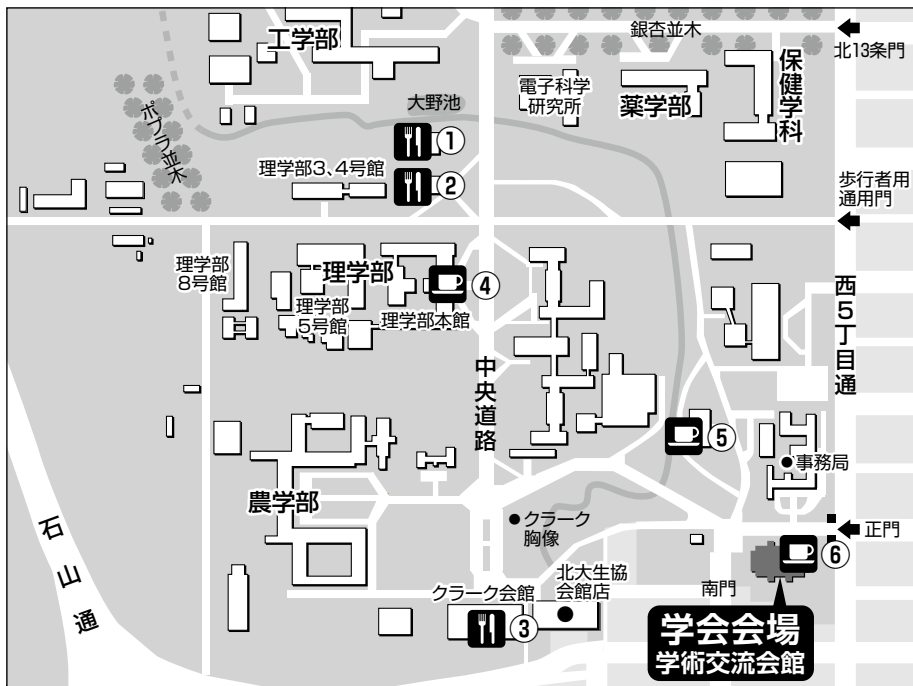 工学部
銀杏並木
北13条門
保健学科
電子科学
研究所
薬学部
大野池
ポプラ並木
①
理学部3、4号館
②
歩行者用
通用門
理学部
8号館
理学部
理学部
5号館
理学部本館
④
西5丁目通
中央道路
⑤
事務局
農学部
クラーク
胸像
正門
石山通
⑥
北大生協
会館店
南門
クラーク会館
③
学会会場
学術交流会館